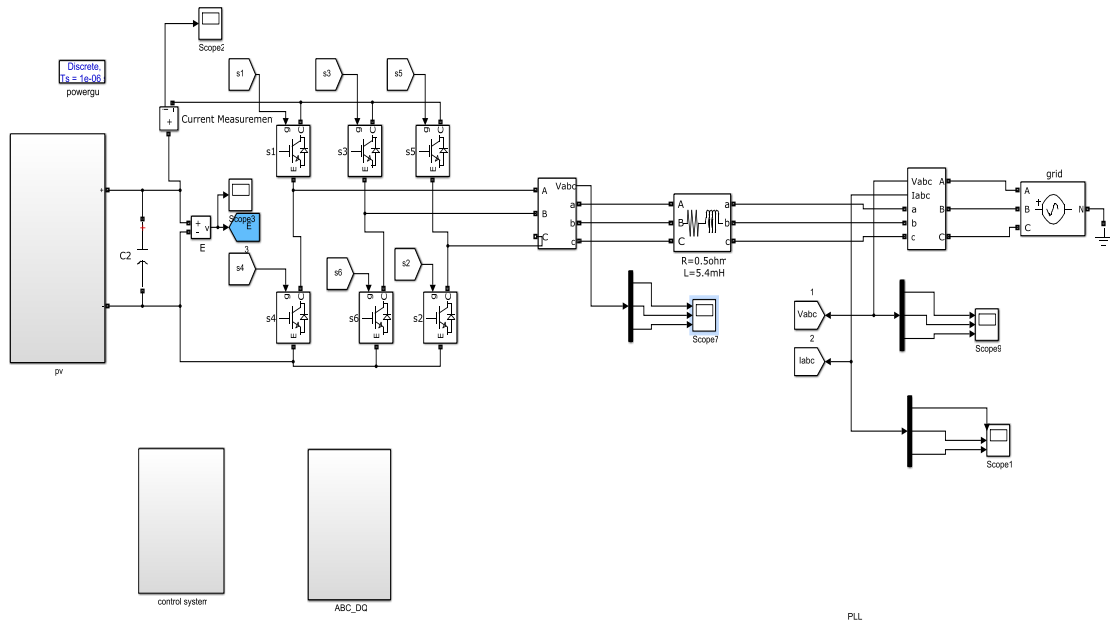 Scope2
Discrete,
Ts = 1e-06
powergu
s1
s3
s5
Current Measuremen
g
C
s1
E
g
C
s3
E
g
C
s5
E
pv
C2
Scope3
E
3
v
E
s4
s6
s2
g
C
s4
E
g
C
s6
E
g
C
s2
E
A
B
C
Vabc
a
b
c
A
B
C
a
b
c
R=0.5ohm
L=5.4mH
Scope7
Vabc
Iabc
a
b
c
A
B
C
grid
A
B
C
N
1
Vabc
2
Iabc
Scope9
Scope1
control system
ABC_DQ
PLL